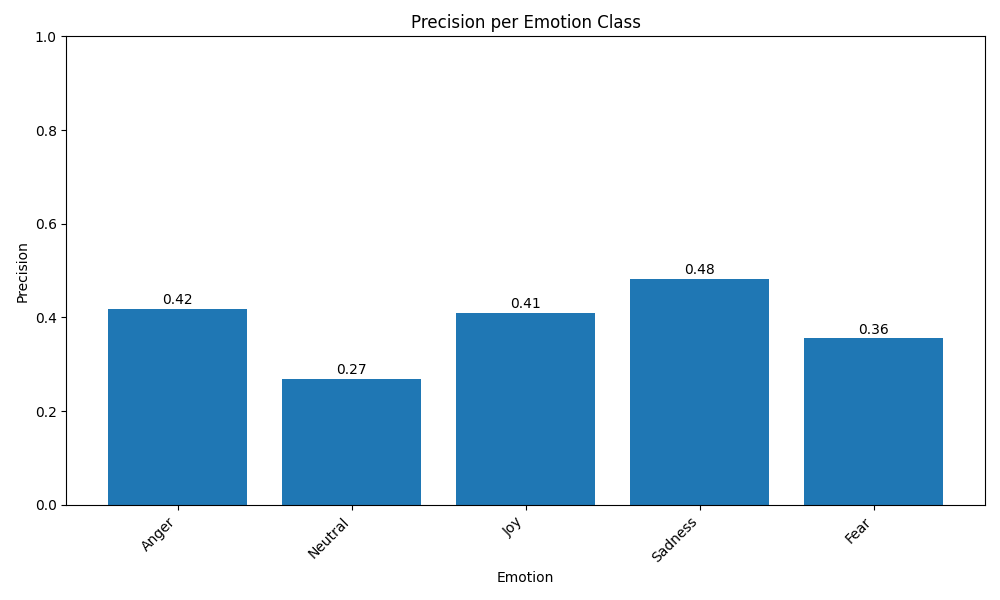 Precision per Emotion Class
1.0
0.8
0.6
0.4
0.2
0.0
Precision
0.42
0.27
0.41
0.48
0.36
Anger
Neutral
Joy
Sadness
Fear
Emotion